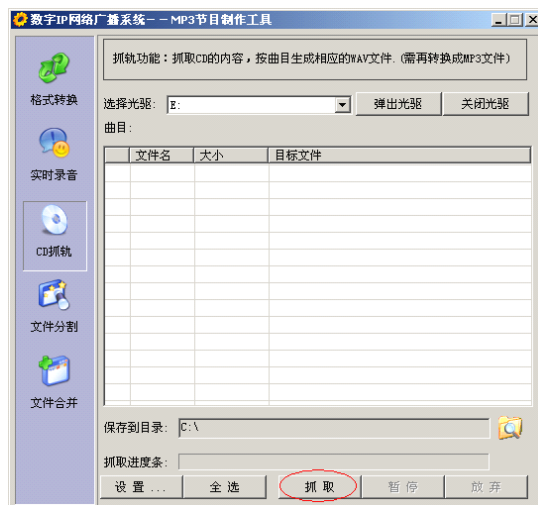 数字IP网络广播系统--MP3节目制作工具
抓轨功能：抓取CD的内容，按曲目生成相应的WAV文件.(需再转换成MP3文件)
格式转换
实时录音
CD抓轨
文件分割
文件合并
选择光驱: E: 弹出光驱 关闭光驱
曲目:
文件名 大小 目标文件
保存到目录: C:\
抓取进度条:
设 置 ... 全 选 抓 取 暂 停 放 弃